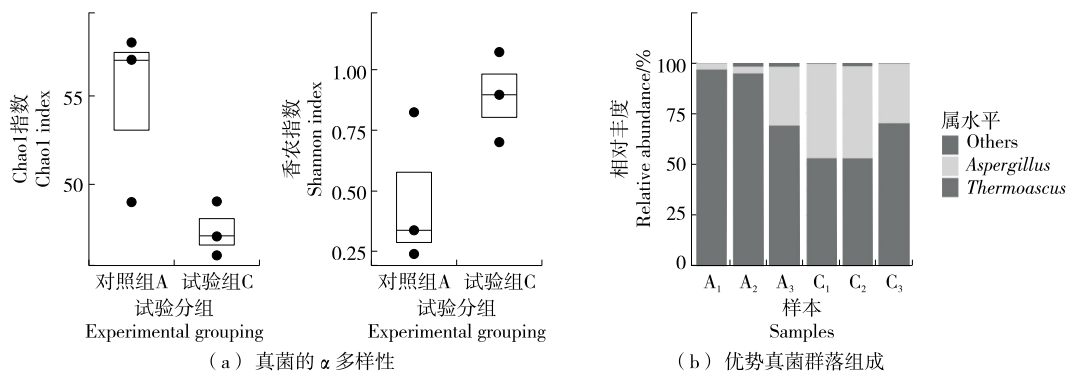 Chao1指数
Chao1 index
55
50
对照组A
试验组C
试验分组
Experimental grouping
香农指数
Shannon index
1.00
0.75
0.50
0.25
对照组A
试验组C
试验分组
Experimental grouping
（a） 真菌的 α 多样性
相对丰度
Relative abundance/%
100
75
50
25
0
A1
A2
A3
C1
C2
C3
样本
Samples
属水平
Others
Aspergillus
Thermoascus
（b） 优势真菌群落组成